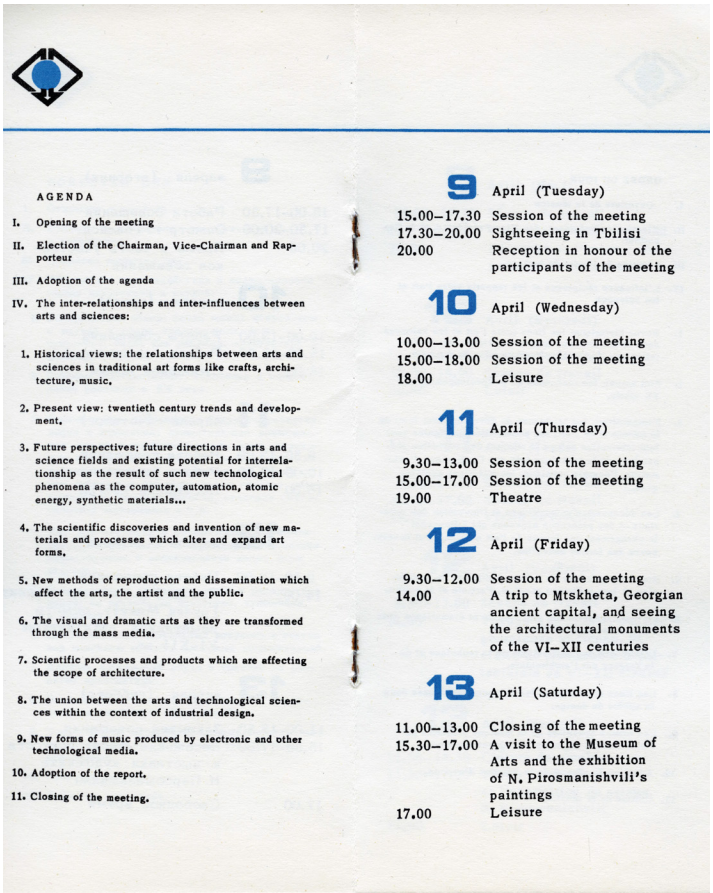 AGENDA
I. Opening of the meeting
II. Election of the Chairman, Vice-Chairman and Rap-
porteur
III. Adoption of the agenda
IV. The inter-relationships and inter-influences between
arts and sciences:
1. Historical views: the relationships between arts and
sciences in traditional art forms like crafts, archi-
tecture, music.
2. Present view: twentieth century trends and develop-
ment.
3. Future perspectives: future directions in arts and
science fields and existing potential for interrela-
tionship as the result of such new technological
phenomena as the computer, automation, atomic
energy, synthetic materials...
4. The scientific discoveries and invention of new ma-
terials and processes which alter and expand art
forms.
5. New methods of reproduction and dissemination which
affect the arts, the artist and the public.
6. The visual and dramatic arts as they are transformed
through the mass media.
7. Scientific processes and products which are affecting
the scope of architecture.
8. The union between the arts and technological scien-
ces within the context of industrial design.
9. New forms of music produced by electronic and other
technological media.
10. Adoption of the report.
11. Closing of the meeting.
9 April (Tuesday)
15.00—17.30 Session of the meeting
17.30—20.00 Sightseeing in Tbilisi
20.00 Reception in honour of the
participants of the meeting
10 April (Wednesday)
10.00—13.00 Session of the meeting
15.00—18.00 Session of the meeting
18.00 Leisure
11 April (Thursday)
9.30—13.00 Session of the meeting
15.00—17.00 Session of the meeting
19.00 Theatre
12 April (Friday)
9.30—12.00 Session of the meeting
14.00 A trip to Mtskheta, Georgian
ancient capital, and seeing
the architectural monuments
of the VI—XII centuries
13 April (Saturday)
11.00—13.00 Closing of the meeting
15.30—17.00 A visit to the Museum of
Arts and the exhibition
of N. Pirosmanishvili's
paintings
17.00 Leisure